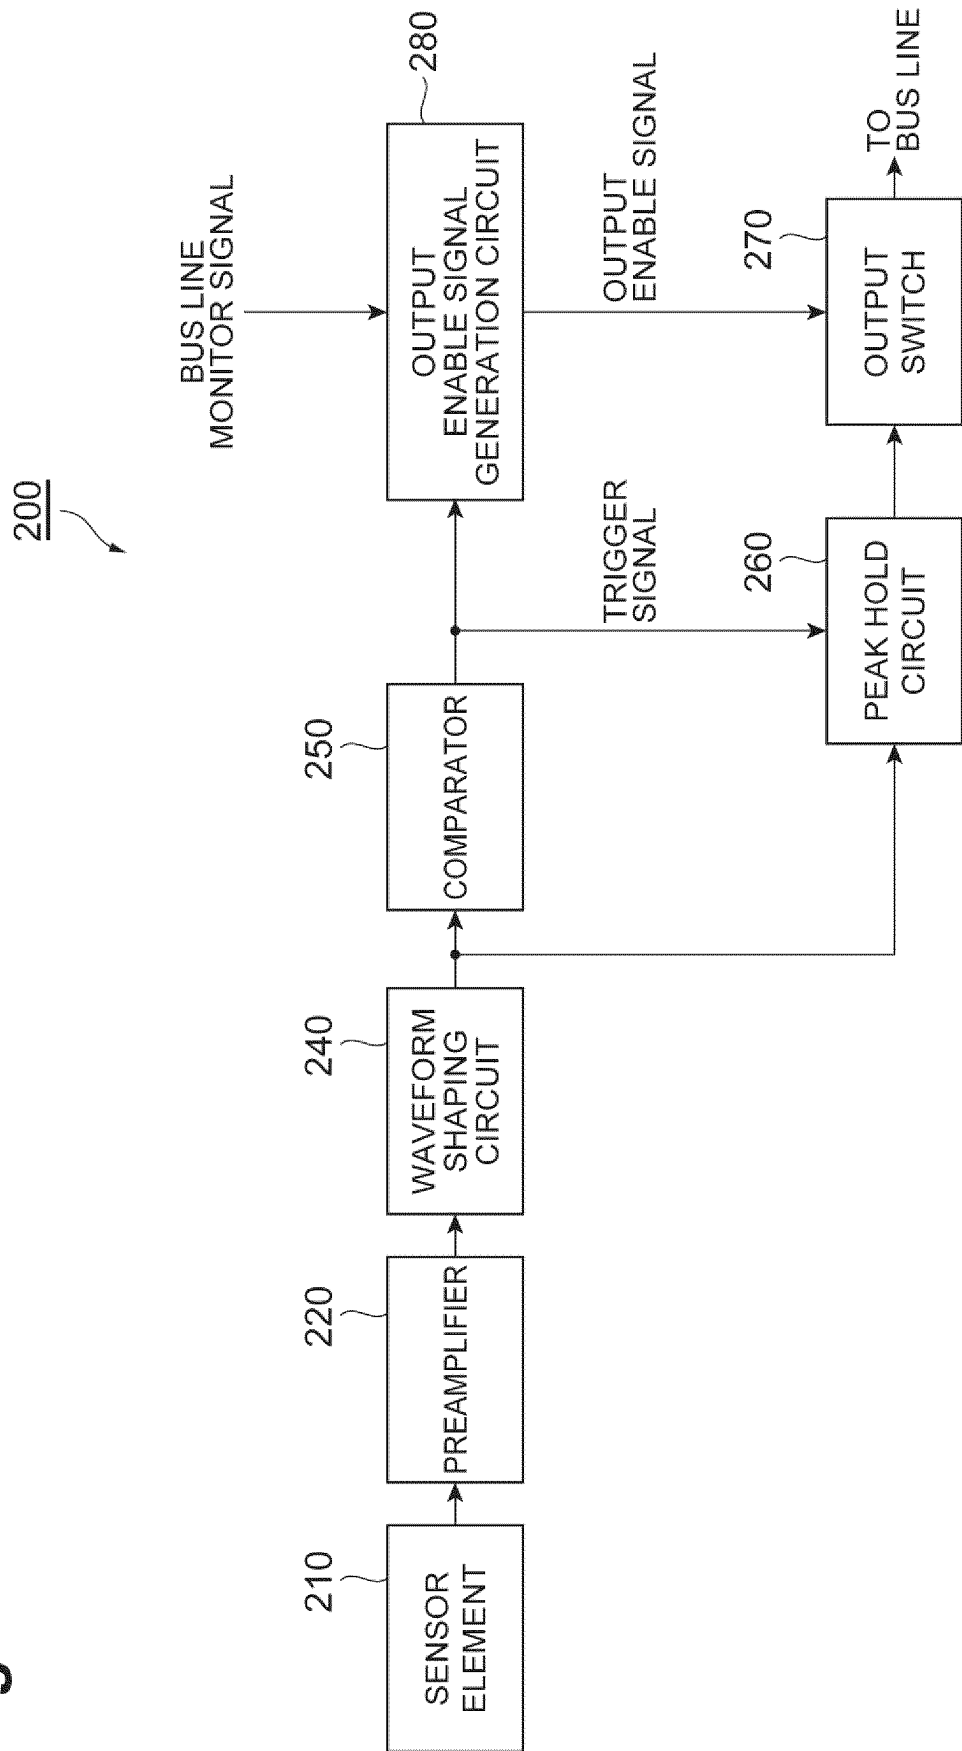 200
BUS LINE
MONITOR SIGNAL
210
SENSOR
ELEMENT
220
PREAMPLIFIER
240
WAVEFORM
SHAPING
CIRCUIT
250
COMPARATOR
280
OUTPUT
ENABLE SIGNAL
GENERATION CIRCUIT
TRIGGER
SIGNAL
OUTPUT
ENABLE SIGNAL
260
PEAK HOLD
CIRCUIT
270
OUTPUT
SWITCH
TO
BUS LINE